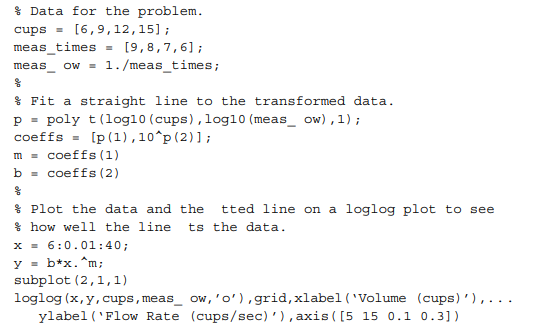 % Data for the problem.
cups = [6,9,12,15];
meas_times = [9,8,7,6];
meas_ ow = 1./meas_times;
%
% Fit a straight line to the transformed data.
p = poly t(log10(cups),log10(meas_ ow),1);
coeffs = [p(1),10^p(2)];
m = coeffs(1)
b = coeffs(2)
%
% Plot the data and the  tted line on a loglog plot to see
% how well the line  ts the data.
x = 6:0.01:40;
y = b*x.^m;
subplot(2,1,1)
loglog(x,y,cups,meas_ ow,’o’),grid,xlabel(‘Volume (cups)’),...
ylabel(‘Flow Rate (cups/sec)’),axis([5 15 0.1 0.3])